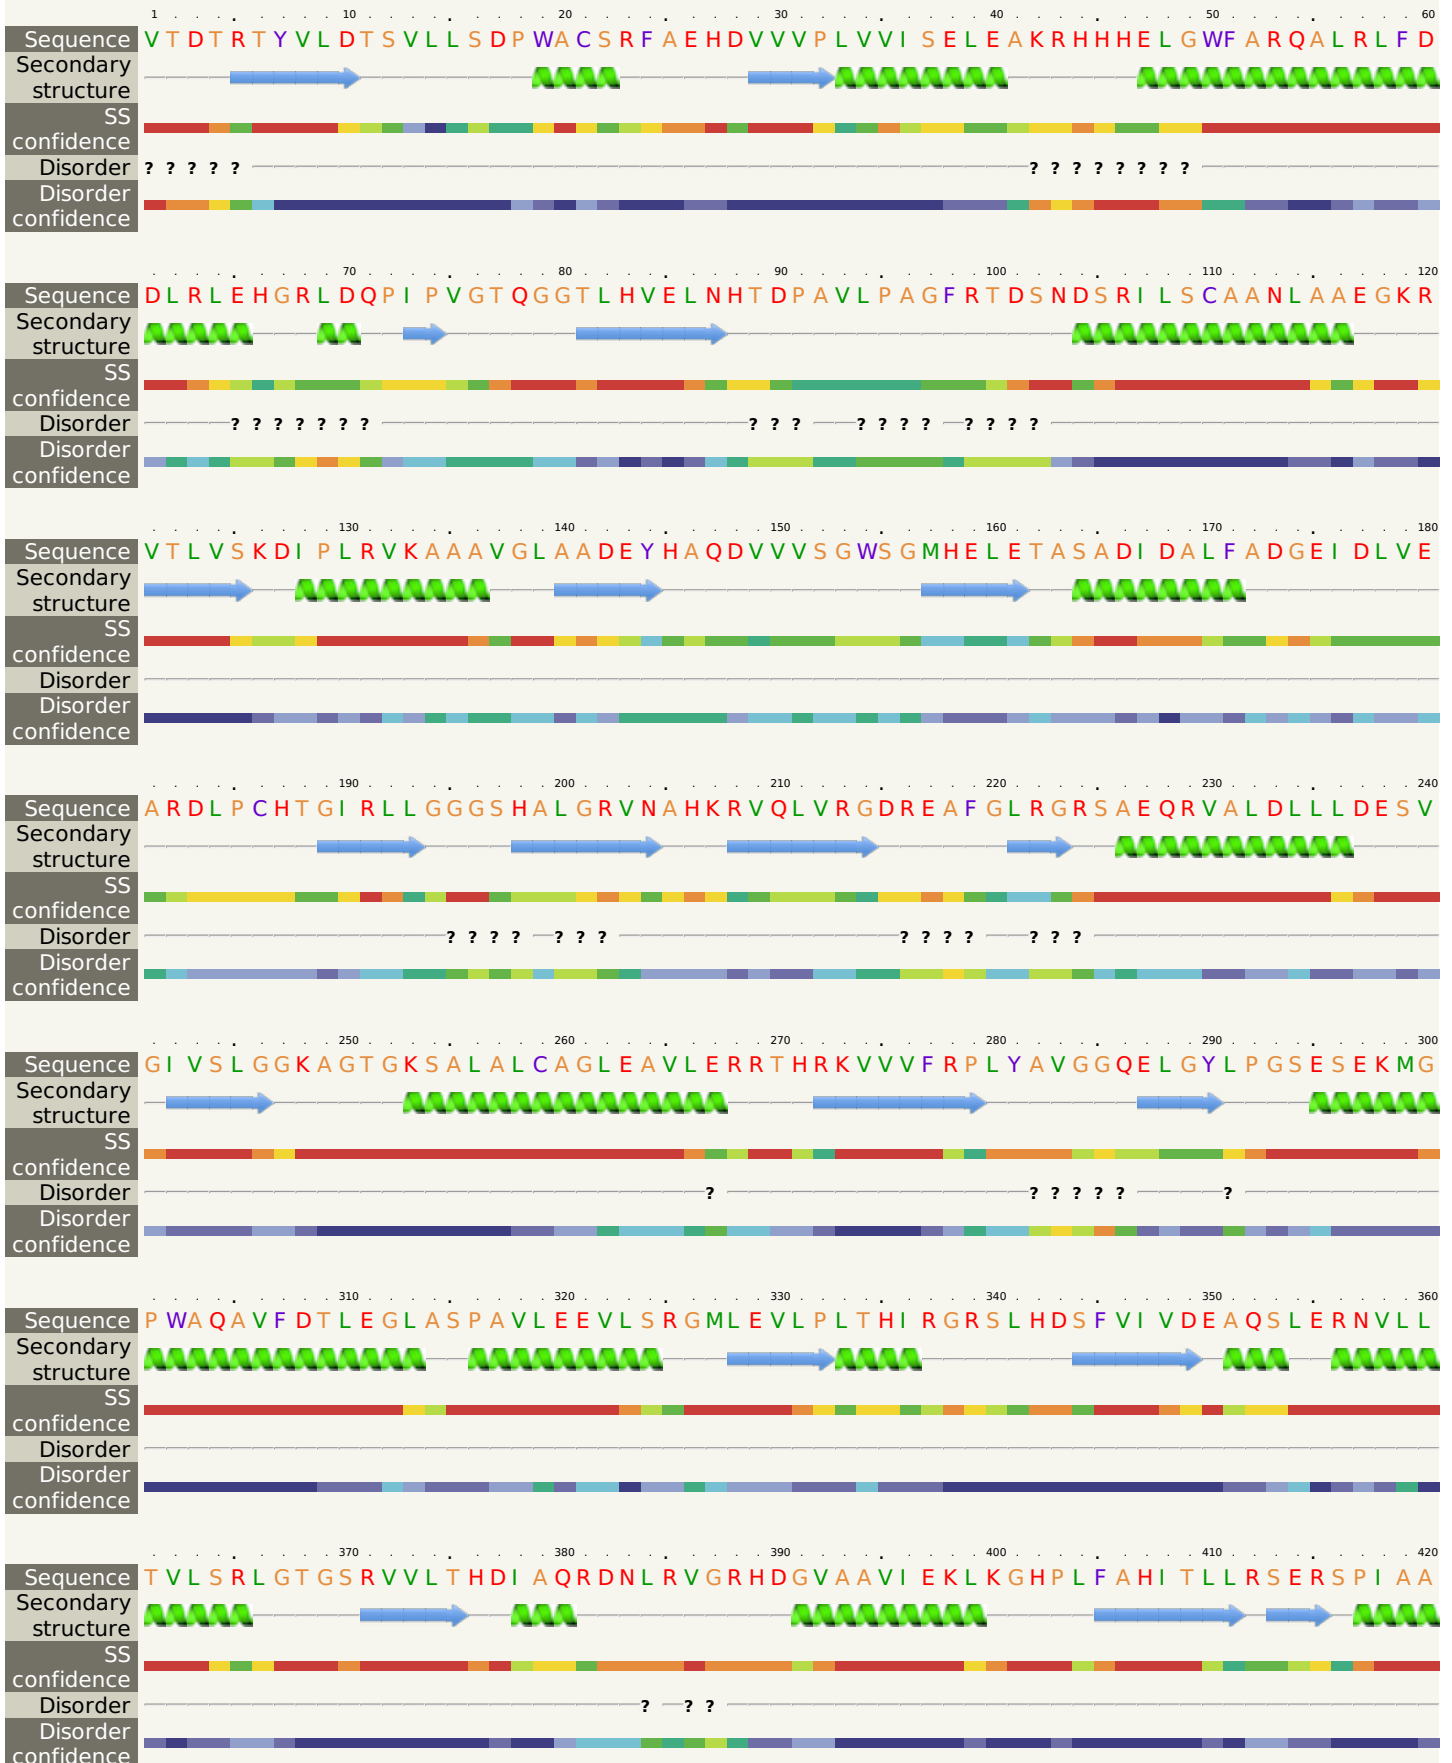 1 . . . . . . . . 10 . . . . . . . . . 20 . . . . . . . . . 30 . . . . . . . . . 40 . . . . . . . . . 50 . . . . . . . . . 60
Sequence V T D T R T Y V L D T S V L L S D P W A C S R F A E H D V V V P L V V I S E L E A K R H H H E L G W F A R Q A L R L F D
Secondary
structure
SS
confidence
Disorder ? ? ? ? ? ? ? ? ? ? ? ? ?
Disorder
confidence
. . . . . . . . . 70 . . . . . . . . . 80 . . . . . . . . . 90 . . . . . . . . . 100 . . . . . . . . . 110 . . . . . . . . . 120
Sequence D L R L E H G R L D Q P I P V G T Q G G T L H V E L N H T D P A V L P A G F R T D S N D S R I L S C A A N L A A E G K R
Secondary
structure
SS
confidence
Disorder ? ? ? ? ? ? ? ? ? ? ? ? ? ? ? ? ? ?
Disorder
confidence
. . . . . . . . . 130 . . . . . . . . . 140 . . . . . . . . . 150 . . . . . . . . . 160 . . . . . . . . . 170 . . . . . . . . . 180
Sequence V T L V S K D I P L R V K A A A V G L A A D E Y H A Q D V V V S G W S G M H E L E T A S A D I D A L F A D G E I D L V E
Secondary
structure
SS
confidence
Disorder
Disorder
confidence
. . . . . . . . . 190 . . . . . . . . . 200 . . . . . . . . . 210 . . . . . . . . . 220 . . . . . . . . . 230 . . . . . . . . . 240
Sequence A R D L P C H T G I R L L G G G S H A L G R V N A H K R V Q L V R G D R E A F G L R G R S A E Q R V A L D L L L D E S V
Secondary
structure
SS
confidence
Disorder ? ? ? ? ? ? ? ? ? ? ? ? ? ?
Disorder
confidence
. . . . . . . . . 250 . . . . . . . . . 260 . . . . . . . . . 270 . . . . . . . . . 280 . . . . . . . . . 290 . . . . . . . . . 300
Sequence G I V S L G G K A G T G K S A L A L C A G L E A V L E R R T H R K V V V F R P L Y A V G G Q E L G Y L P G S E S E K M G
Secondary
structure
SS
confidence
Disorder ? ? ? ? ? ? ?
Disorder
confidence
. . . . . . . . . 310 . . . . . . . . . 320 . . . . . . . . . 330 . . . . . . . . . 340 . . . . . . . . . 350 . . . . . . . . . 360
Sequence P W A Q A V F D T L E G L A S P A V L E E V L S R G M L E V L P L T H I R G R S L H D S F V I V D E A Q S L E R N V L L
Secondary
structure
SS
confidence
Disorder
Disorder
confidence
. . . . . . . . . 370 . . . . . . . . . 380 . . . . . . . . . 390 . . . . . . . . . 400 . . . . . . . . . 410 . . . . . . . . . 420
Sequence T V L S R L G T G S R V V L T H D I A Q R D N L R V G R H D G V A A V I E K L K G H P L F A H I T L L R S E R S P I A A
Secondary
structure
SS
confidence
Disorder ? ? ?
Disorder
confidence